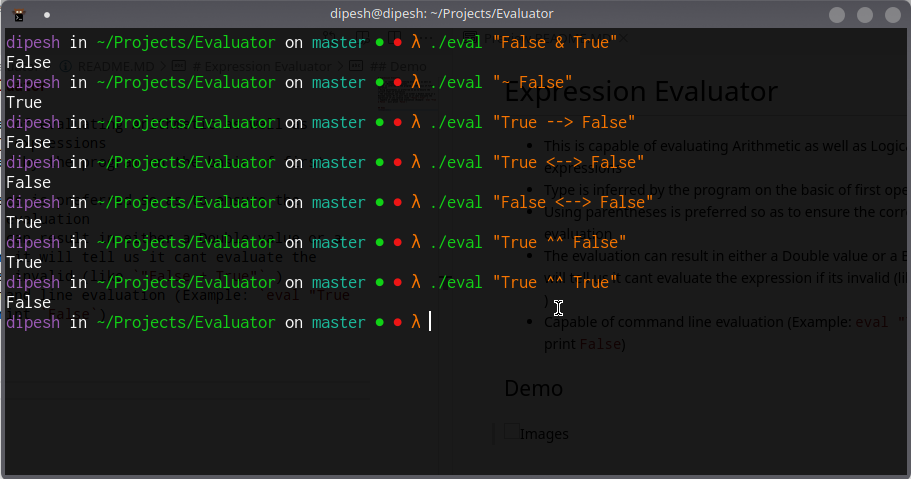 dipesh@dipesh: ~/Projects/Evaluator
dipesh in ~/Projects/Evaluator on master ● ● λ ./eval "False & True"
False
dipesh in ~/Projects/Evaluator on master ● ● λ ./eval "~ False"
True
dipesh in ~/Projects/Evaluator on master ● ● λ ./eval "True --> False"
False
dipesh in ~/Projects/Evaluator on master ● ● λ ./eval "True <--> False"
False
dipesh in ~/Projects/Evaluator on master ● ● λ ./eval "False <--> False"
True
dipesh in ~/Projects/Evaluator on master ● ● λ ./eval "True ^^ False"
True
dipesh in ~/Projects/Evaluator on master ● ● λ ./eval "True ^^ True"
False
dipesh in ~/Projects/Evaluator on master ● ● λ
README.MD > # Expression Evaluator > ## Demo
Expression Evaluator
This is capable of evaluating Arithmetic as well as Logic
expressions
Type is inferred by the program on the basic of first ope
Using parentheses is preferred so as to ensure the corr
evaluation
The evaluation can result in either a Double value or a B
will tell us it cant evaluate the expression if its invalid (li
)
Capable of command line evaluation (Example: eval "
print False)
Demo
Images